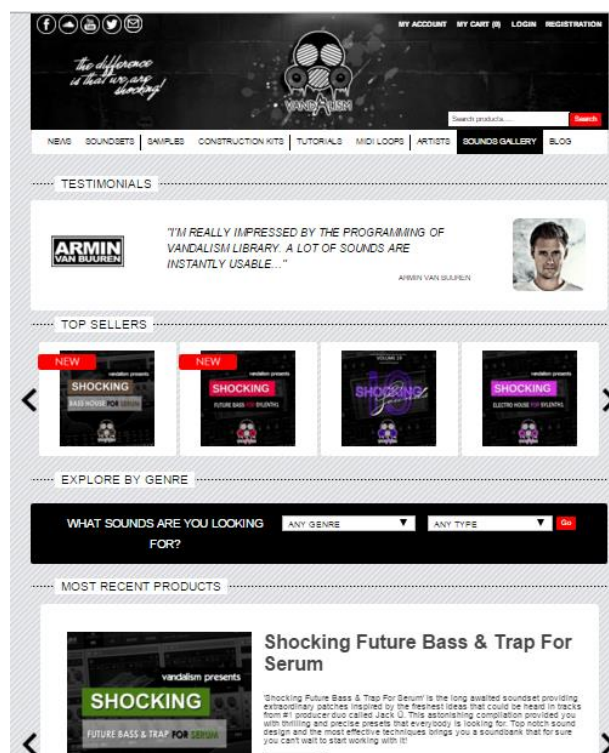 MY ACCOUNT MY CART (0) LOGIN REGISTRATION
the difference
is that we are
shocking!
VANDALISM
Search products..... Search
NEWS SOUNDSETS SAMPLES CONSTRUCTION KITS TUTORIALS MIDI LOOPS ARTISTS SOUNDS GALLERY BLOG
TESTIMONIALS
ARMIN
VAN BUUREN
"I'M REALLY IMPRESSED BY THE PROGRAMMING OF
VANDALISM LIBRARY. A LOT OF SOUNDS ARE
INSTANTLY USABLE..."
ARMIN VAN BUUREN
TOP SELLERS
NEW
vandalism presents
SHOCKING
BASS HOUSE FOR SERUM
NEW
vandalism presents
SHOCKING
FUTURE BASS FOR SYLENTH1
VOLUME 10
SHOCKING
10
vandalism presents
SHOCKING
ELECTRO HOUSE FOR SYLENTH1
EXPLORE BY GENRE
WHAT SOUNDS ARE YOU LOOKING
FOR?
ANY GENRE ANY TYPE Go
MOST RECENT PRODUCTS
vandalism presents
SHOCKING
FUTURE BASS & TRAP FOR SERUM
Shocking Future Bass & Trap For
Serum
'Shocking Future Bass & Trap For Serum' is the long awaited soundset providing
extraordinary patches inspired by the freshest ideas that could be heard in tracks
from #1 producer duo called Jack Ü. This astonishing compilation provided you
with thrilling and precise presets that everybody is looking for. Top notch sound
design and the most effective techniques brings you a soundbank that for sure
you can't wait to start working with it!